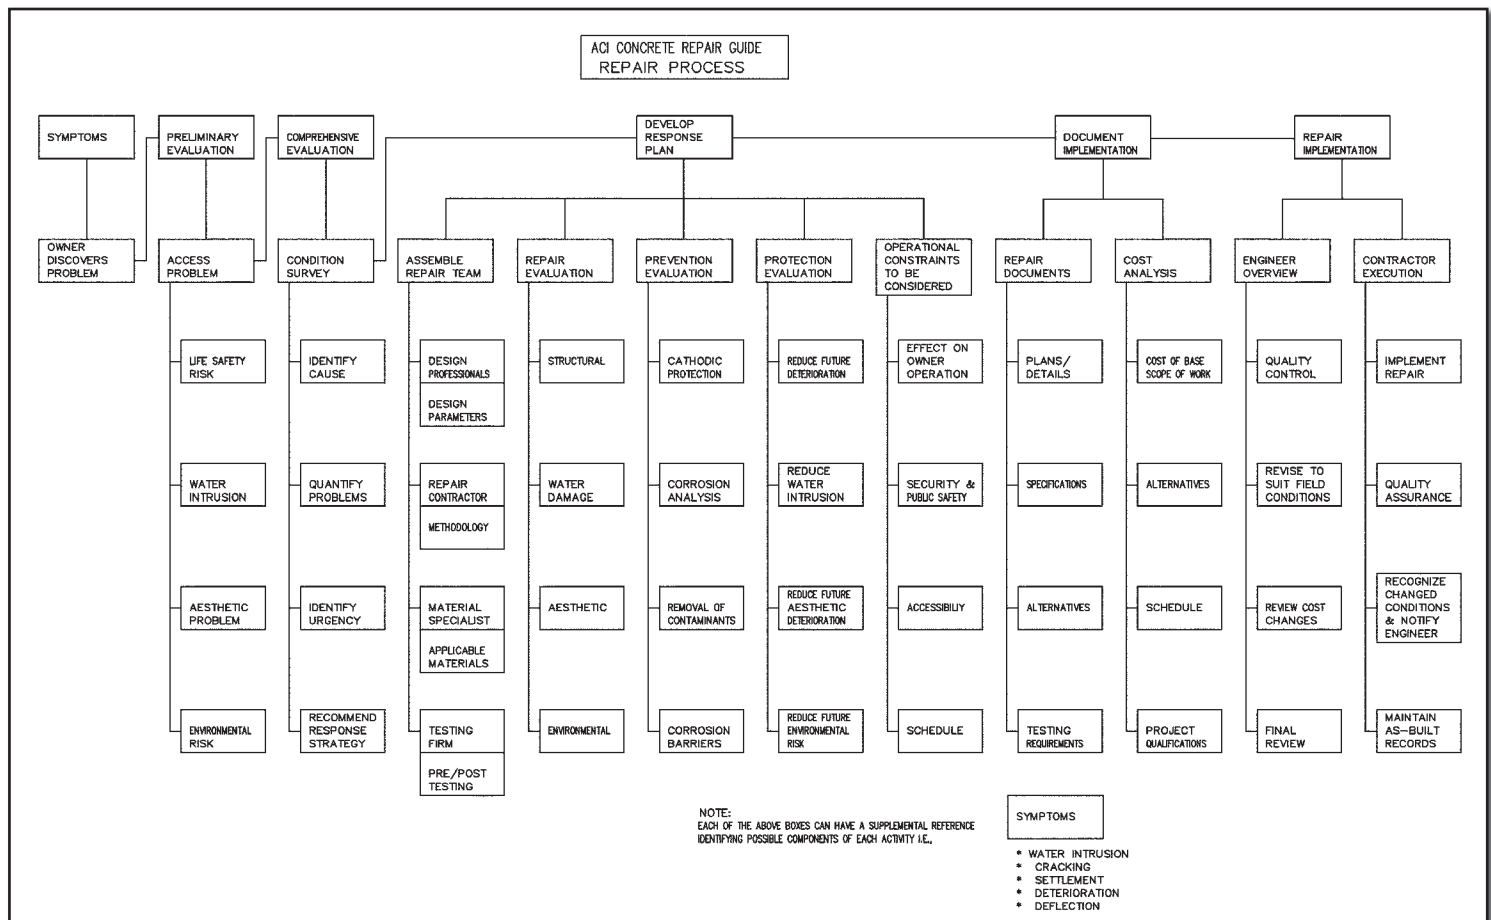 ACI CONCRETE REPAIR GUIDE
REPAIR PROCESS
SYMPTOMS
PRELIMINARY
EVALUATION
COMPREHENSIVE
EVALUATION
DEVELOP
RESPONSE
PLAN
DOCUMENT
IMPLEMENTATION
REPAIR
IMPLEMENTATION
OWNER
DISCOVERS
PROBLEM
ACCESS
PROBLEM
CONDITION
SURVEY
ASSEMBLE
REPAIR TEAM
REPAIR
EVALUATION
PREVENTION
EVALUATION
PROTECTION
EVALUATION
OPERATIONAL
CONSTRAINTS
TO BE
CONSIDERED
REPAIR
DOCUMENTS
COST
ANALYSIS
ENGINEER
OVERVIEW
CONTRACTOR
EXECUTION
LIFE SAFETY
RISK
IDENTIFY
CAUSE
DESIGN
PROFESSIONALS
DESIGN
PARAMETERS
STRUCTURAL
CATHODIC
PROTECTION
REDUCE FUTURE
DETERIORATION
EFFECT ON
OWNER
OPERATION
PLANS/
DETAILS
COST OF BASE
SCOPE OF WORK
QUALITY
CONTROL
IMPLEMENT
REPAIR
WATER
INTRUSION
QUANTIFY
PROBLEMS
REPAIR
CONTRACTOR
METHODOLOGY
WATER
DAMAGE
CORROSION
ANALYSIS
REDUCE
WATER
INTRUSION
SECURITY &
PUBLIC SAFETY
SPECIFICATIONS
ALTERNATIVES
REVISE TO
SUIT FIELD
CONDITIONS
QUALITY
ASSURANCE
AESTHETIC
PROBLEM
IDENTIFY
URGENCY
MATERIAL
SPECIALIST
APPLICABLE
MATERIALS
AESTHETIC
REMOVAL OF
CONTAMINANTS
REDUCE FUTURE
AESTHETIC
DETERIORATION
ACCESSIBILIY
ALTERNATIVES
SCHEDULE
REVIEW COST
CHANGES
RECOGNIZE
CHANGED
CONDITIONS
& NOTIFY
ENGINEER
ENVIRONMENTAL
RISK
RECOMMEND
RESPONSE
STRATEGY
TESTING
FIRM
PRE/POST
TESTING
ENVIRONMENTAL
CORROSION
BARRIERS
REDUCE FUTURE
ENVIRONMENTAL
RISK
SCHEDULE
TESTING
REQUIREMENTS
PROJECT
QUALIFICATIONS
FINAL
REVIEW
MAINTAIN
AS-BUILT
RECORDS
NOTE:
EACH OF THE ABOVE BOXES CAN HAVE A SUPPLEMENTAL REFERENCE
IDENTIFYING POSSIBLE COMPONENTS OF EACH ACTIVITY I.E.,
SYMPTOMS
* WATER INTRUSION
* CRACKING
* SETTLEMENT
* DETERIORATION
* DEFLECTION